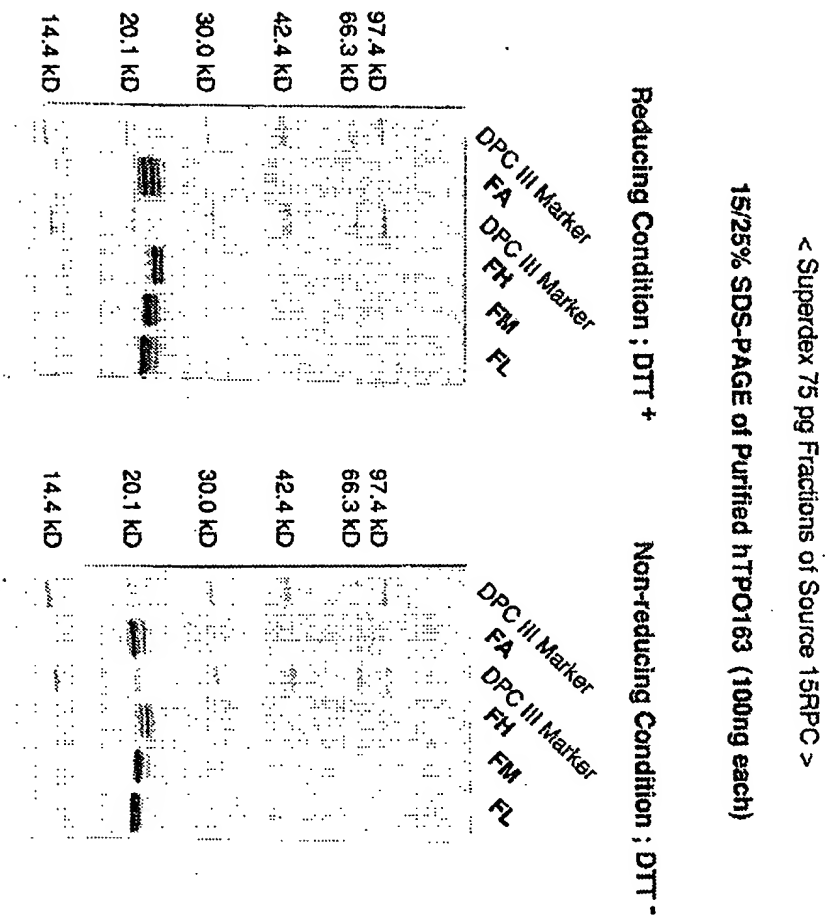 < Superdex 75 pg Fractions of Source 15RPC >
15/25% SDS-PAGE of Purified hTPO163 (100ng each)
Reducing Condition ; DTT +
DPC III Marker
FA
DPC III Marker
FH
FM
FL
97.4 kD
66.3 kD
42.4 kD
30.0 kD
20.1 kD
14.4 kD
Non-reducing Condition ; DTT -
DPC III Marker
FA
DPC III Marker
FH
FM
FL
97.4 kD
66.3 kD
42.4 kD
30.0 kD
20.1 kD
14.4 kD